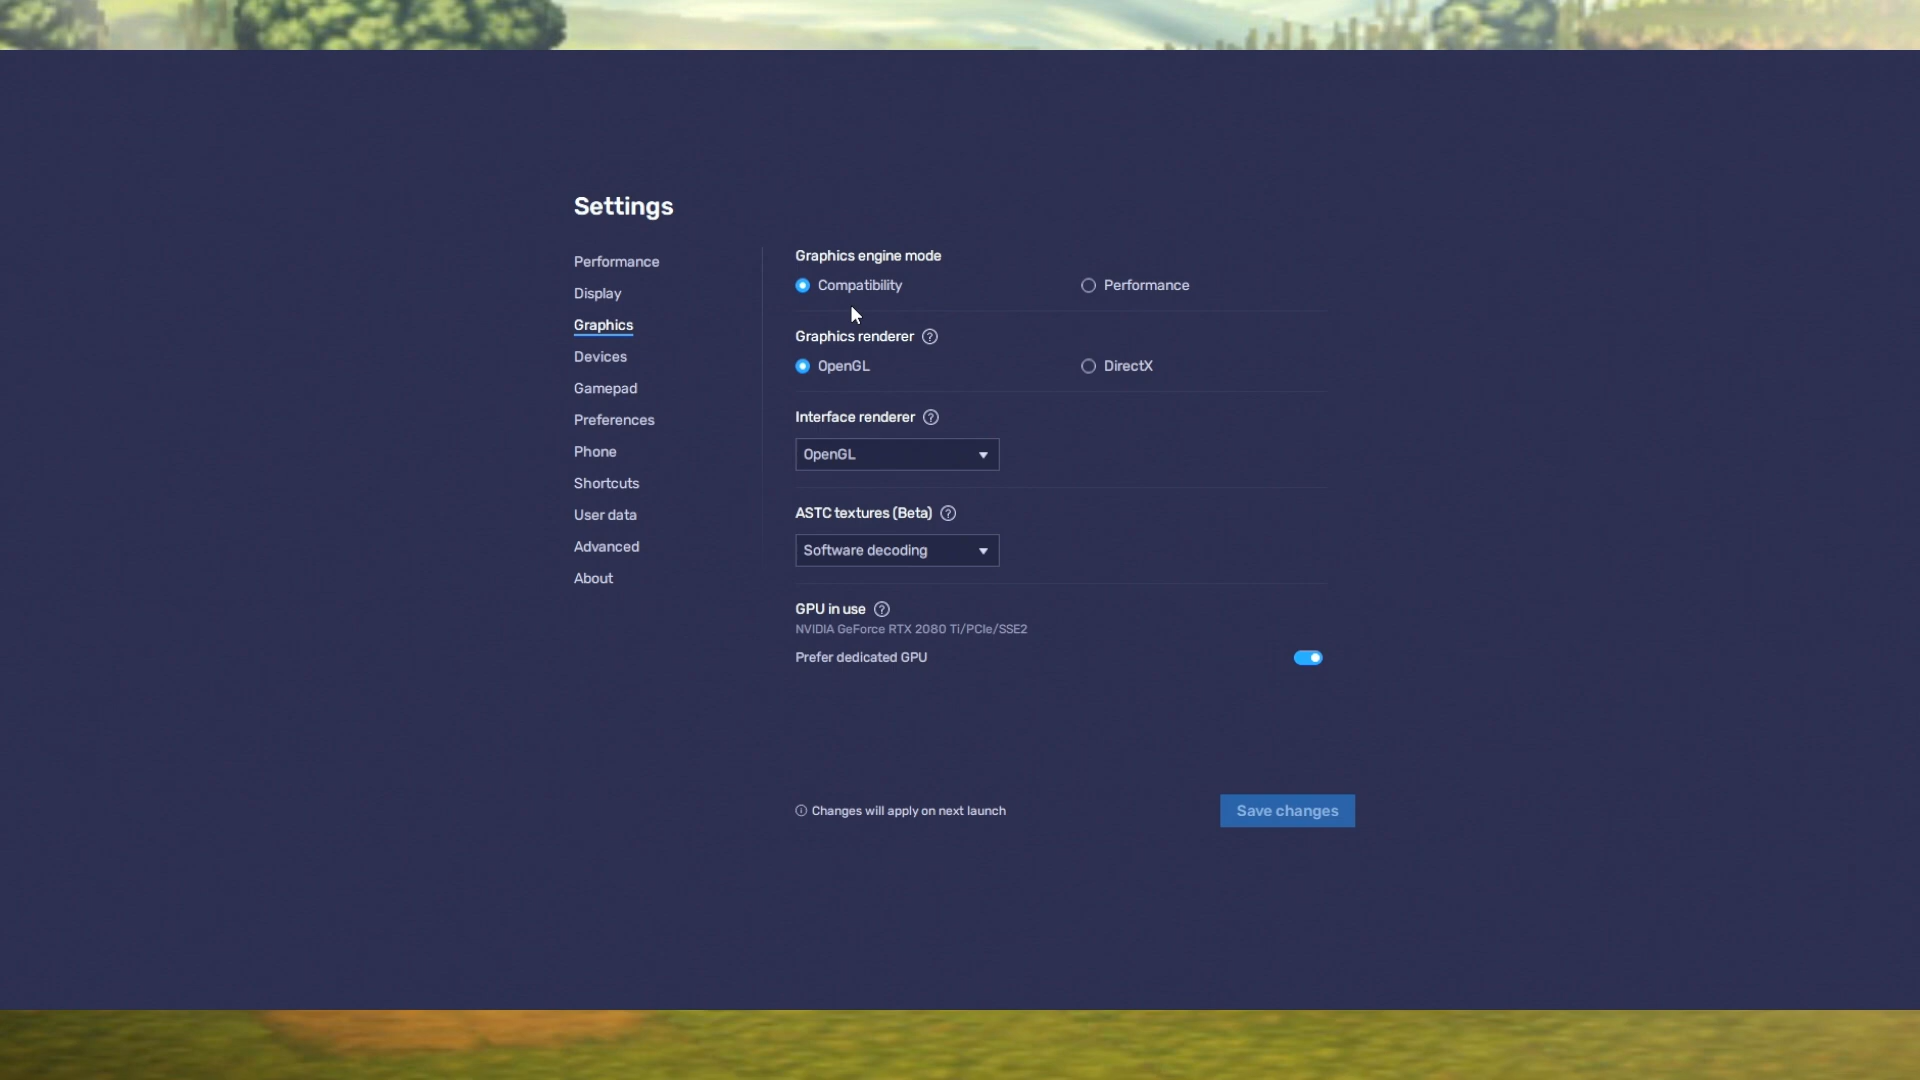 Settings
Performance
Display
Graphics
Devices
Gamepad
Preferences
Phone
Shortcuts
User data
Advanced
About
Graphics engine mode
Compatibility Performance
Graphics renderer ?
OpenGL DirectX
Interface renderer ?
OpenGL
ASTC textures (Beta) ?
Software decoding
GPU in use ?
NVIDIA GeForce RTX 2080 Ti/PCIe/SSE2
Prefer dedicated GPU
Changes will apply on next launch
Save changes